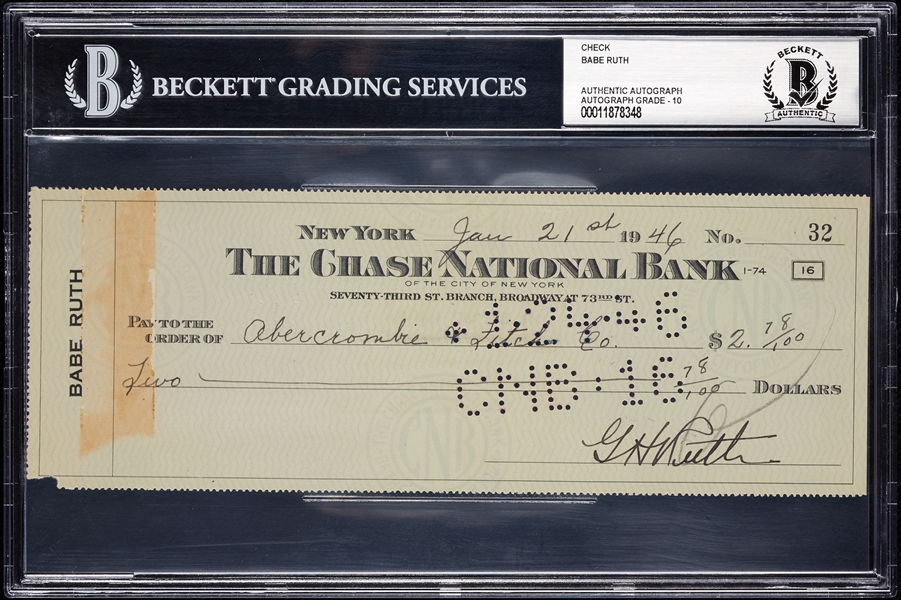 BECKETT GRADING SERVICES
CHECK
BABE RUTH
AUTHENTIC AUTOGRAPH
AUTOGRAPH GRADE - 10
00011878348
BECKETT
B
AUTHENTIC
B
BABE RUTH
NEW YORK Jan 21st 1946 No. 32
THE CHASE NATIONAL BANK 1-74 16
OF THE CITY OF NEW YORK
SEVENTY-THIRD ST. BRANCH, BROADWAY AT 73RD ST.
PAY TO THE
ORDER OF Abercrombie & Fitch Co. $2.78/100
Two 78/100 DOLLARS
CMB·16
GHRuth
CNB